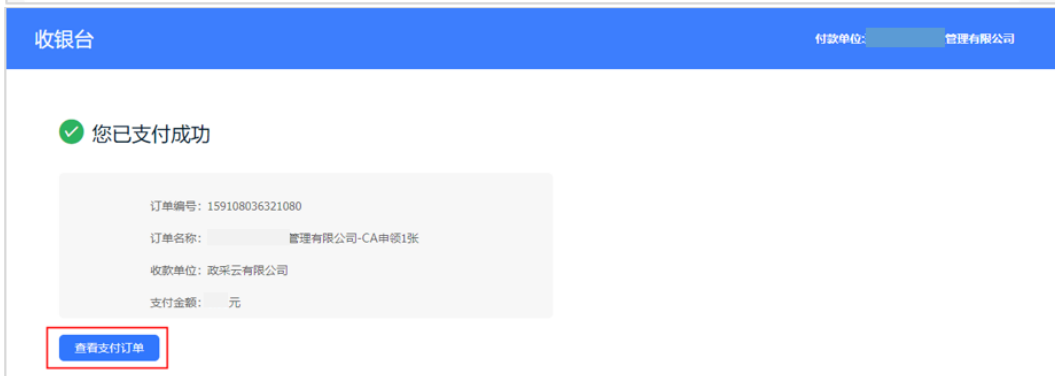 收银台
付款单位: 管理有限公司
您已支付成功
订单编号: 159108036321080
订单名称: 管理有限公司-CA申领1张
收款单位: 政采云有限公司
支付金额: 元
查看支付订单